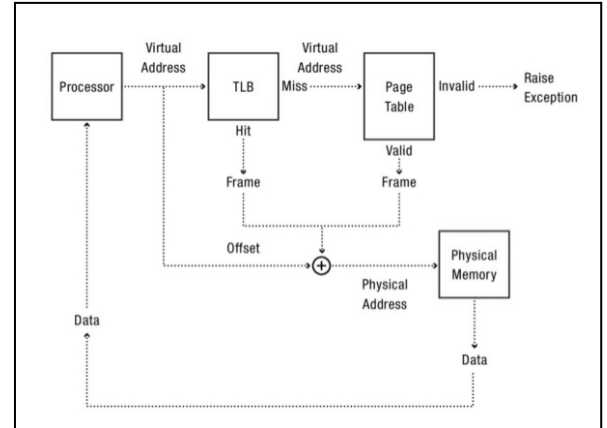 Virtual
Address
Virtual
Address
Processor
TLB
Miss
Page
Table
Invalid
Raise
Exception
Hit
Valid
Frame
Frame
Offset
+
Physical
Address
Physical
Memory
Data
Data